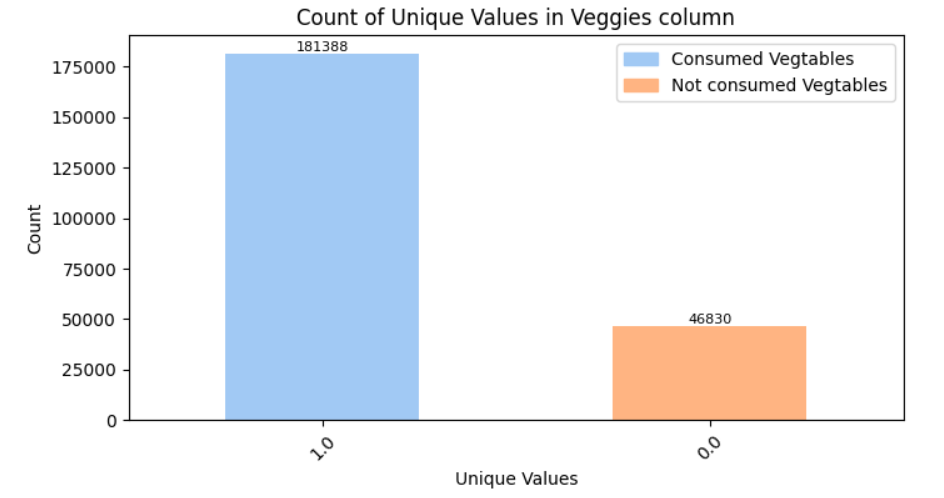 Count of Unique Values in Veggies column
181388
Consumed Vegtables
Not consumed Vegtables
175000
150000
125000
100000
75000
50000
25000
0
Count
46830
1.0
0.0
Unique Values